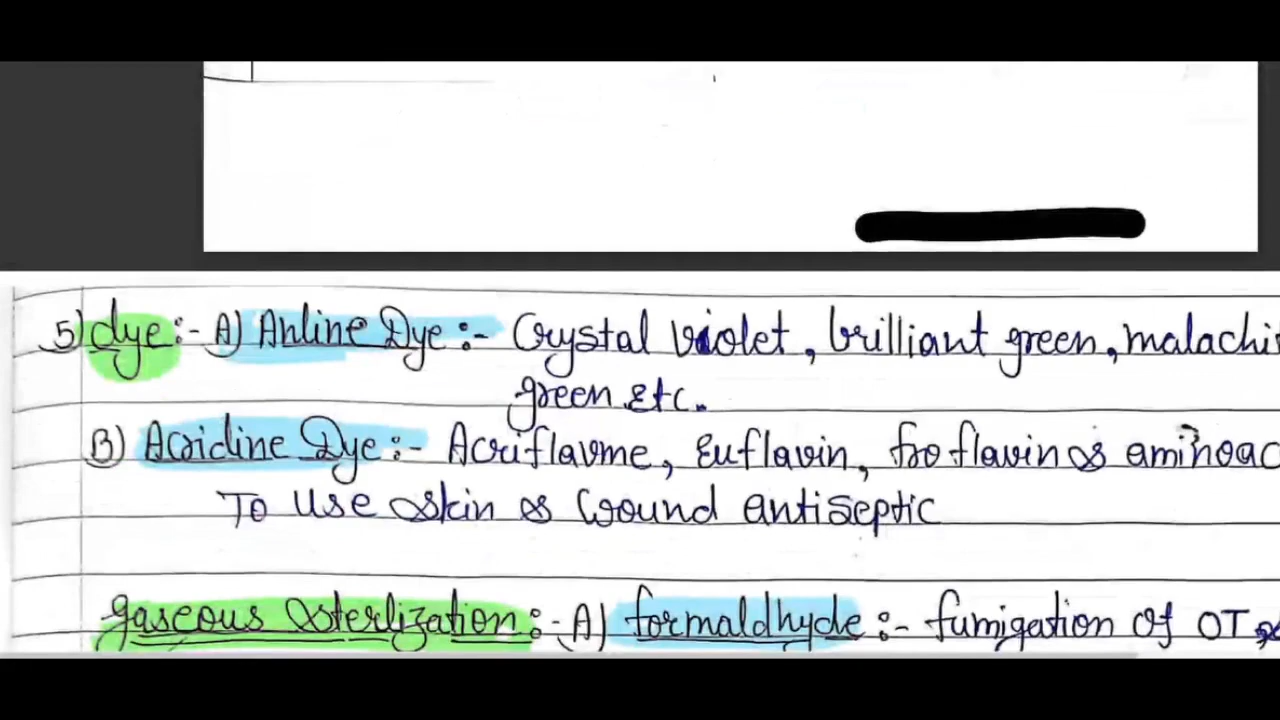 5) dye :- A) Anline Dye :- Crystal violet, brilliant green, malachi
green etc.
B) Acridine Dye :- Acriflavme, Euflavin, Proflavin & aminoac
To use skin & wound antiseptic
gaseous sterlization :- A) formaldhyde :- fumigation of OT